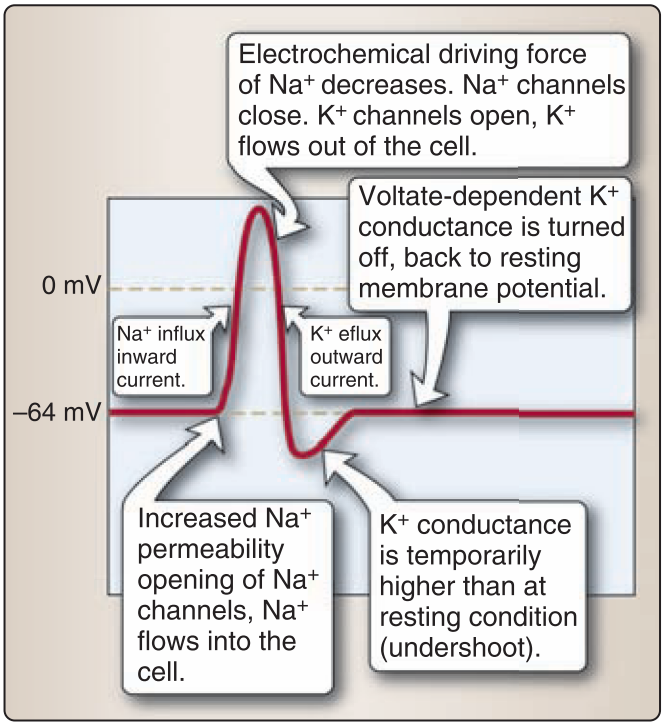 Electrochemical driving force
of Na+ decreases. Na+ channels
close. K+ channels open, K+
flows out of the cell.
Voltate-dependent K+
conductance is turned
off, back to resting
membrane potential.
0 mV
Na+ influx
inward
current.
K+ eflux
outward
current.
–64 mV
Increased Na+
permeability
opening of Na+
channels, Na+
flows into the
cell.
K+ conductance
is temporarily
higher than at
resting condition
(undershoot).